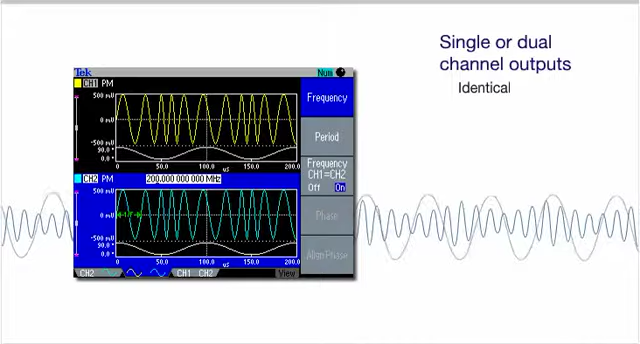 Single or dual
channel outputs
Identical
Tek
Num
CH1 PM
500 mV
0 mV
-500 mV
90.0
0.0
0 50.0 100.0 150.0 200.0
us
CH2 PM
200.000 000 000 MHz
500 mV
0 mV
-500 mV
90.0
0.0
0 50.0 100.0 150.0 200.0
us
CH2
CH1 CH2
View
Frequency
Period
Frequency
CH1=CH2
Off On
Phase
Align Phase